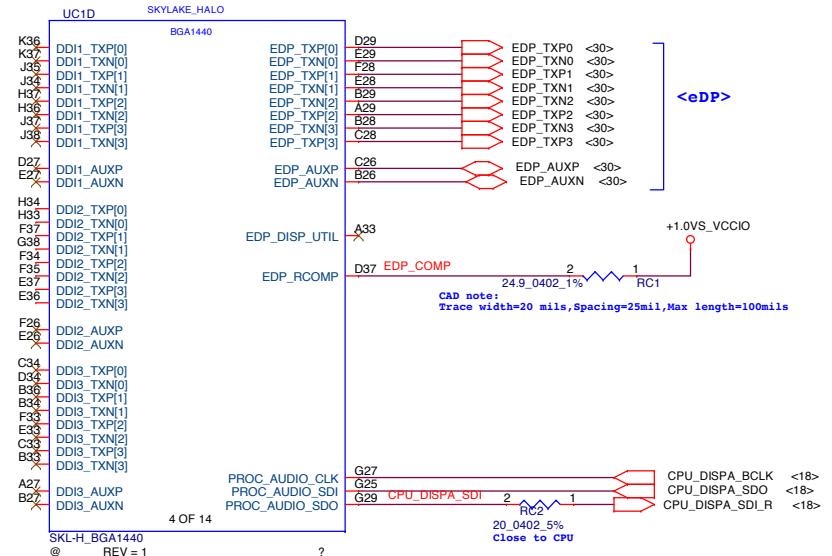 UC1D SKYLAKE_HALO
BGA1440
K36 DDI1_TXP[0] EDP_TXP[0] D29 EDP_TXP0 <30>
K37 DDI1_TXN[0] EDP_TXN[0] E29 EDP_TXN0 <30>
J35 DDI1_TXP[1] EDP_TXP[1] F28 EDP_TXP1 <30>
J34 DDI1_TXN[1] EDP_TXN[1] E28 EDP_TXN1 <30>
H37 DDI1_TXP[2] EDP_TXN[2] B29 EDP_TXN2 <30>
H36 DDI1_TXN[2] EDP_TXP[2] A29 EDP_TXP2 <30>
J37 DDI1_TXP[3] EDP_TXN[3] B28 EDP_TXN3 <30>
J38 DDI1_TXN[3] EDP_TXP[3] C28 EDP_TXP3 <30>
<eDP>
D27 DDI1_AUXP EDP_AUXP C26 EDP_AUXP <30>
E27 DDI1_AUXN EDP_AUXN B26 EDP_AUXN <30>
H34 DDI2_TXP[0]
H33 DDI2_TXN[0]
F37 DDI2_TXP[1] EDP_DISP_UTIL A33
G38 DDI2_TXN[1]
F34 DDI2_TXP[2]
F35 DDI2_TXN[2] EDP_RCOMP D37 EDP_COMP 2 1
E37 DDI2_TXP[3]
E36 DDI2_TXN[3]
+1.0VS_VCCIO
24.9_0402_1% RC1
CAD note:
Trace width=20 mils,Spacing=25mil,Max length=100mils
F26 DDI2_AUXP
E26 DDI2_AUXN
C34 DDI3_TXP[0]
D34 DDI3_TXN[0]
B36 DDI3_TXP[1]
B34 DDI3_TXN[1]
F33 DDI3_TXP[2]
E33 DDI3_TXN[2]
C33 DDI3_TXP[3]
B33 DDI3_TXN[3]
PROC_AUDIO_CLK G27 CPU_DISPA_BCLK <18>
A27 DDI3_AUXP PROC_AUDIO_SDI G25 CPU_DISPA_SDO <18>
B27 DDI3_AUXN PROC_AUDIO_SDO G29 CPU_DISPA_SDI 2 1 CPU_DISPA_SDI_R <18>
RC2
4 OF 14
20_0402_5%
Close to CPU
SKL-H_BGA1440
@ REV = 1 ?